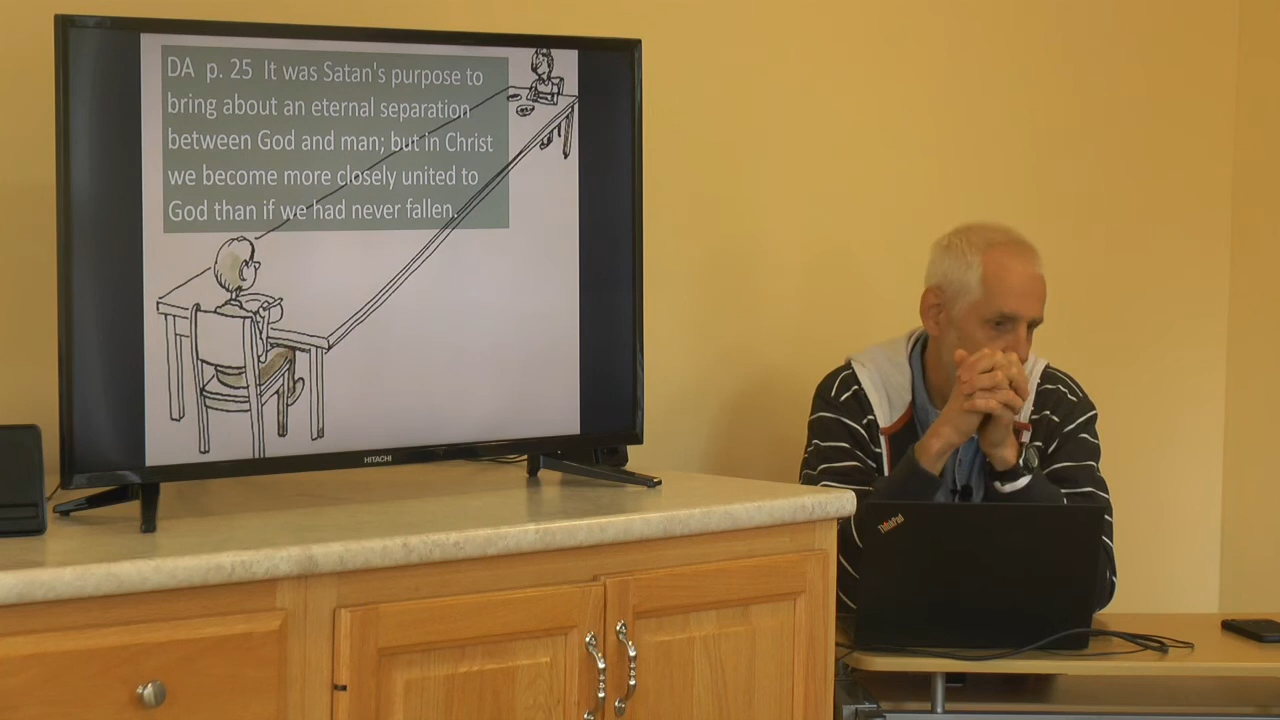 DA p. 25 It was Satan's purpose to
bring about an eternal separation
between God and man; but in Christ
we become more closely united to
God than if we had never fallen.
HITACHI
ThinkPad